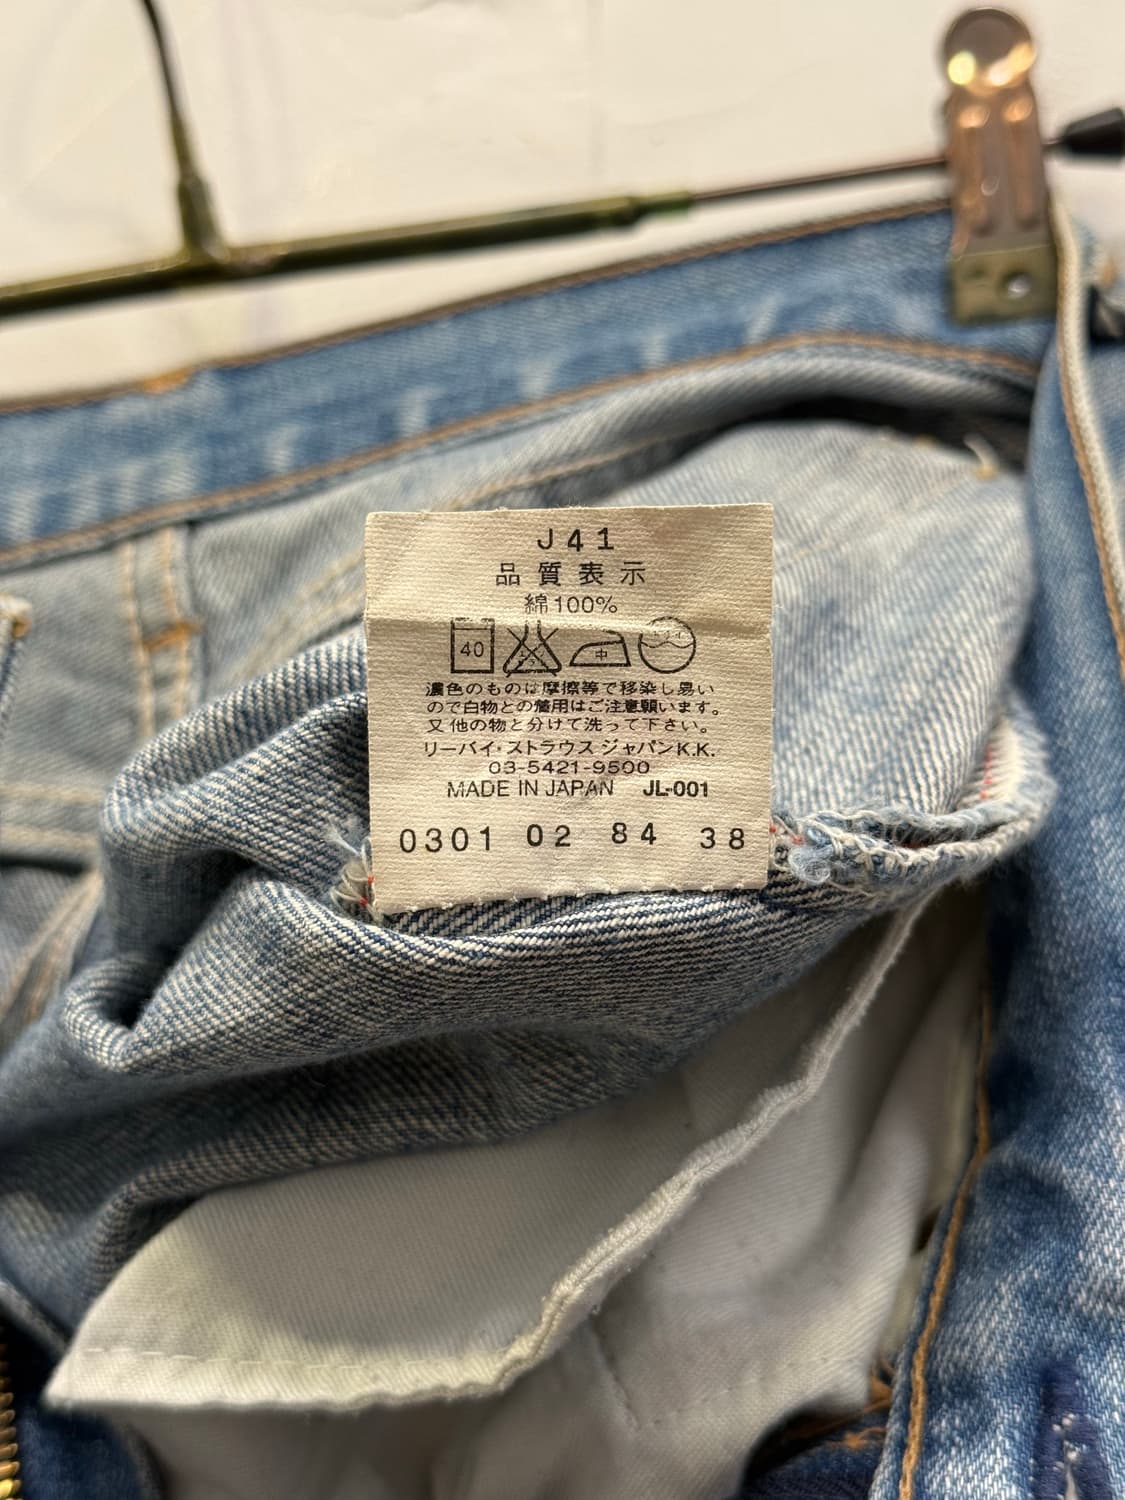 J41
品質表示
綿100%
40 中
濃色のものは摩擦等で移染し易い
ので白物との着用はご注意願います。
又他の物と分けて洗って下さい。
リーバイ・ストラウス ジャパンK.K.
03-5421-9500
MADE IN JAPAN JL-001
0301 02 84 38